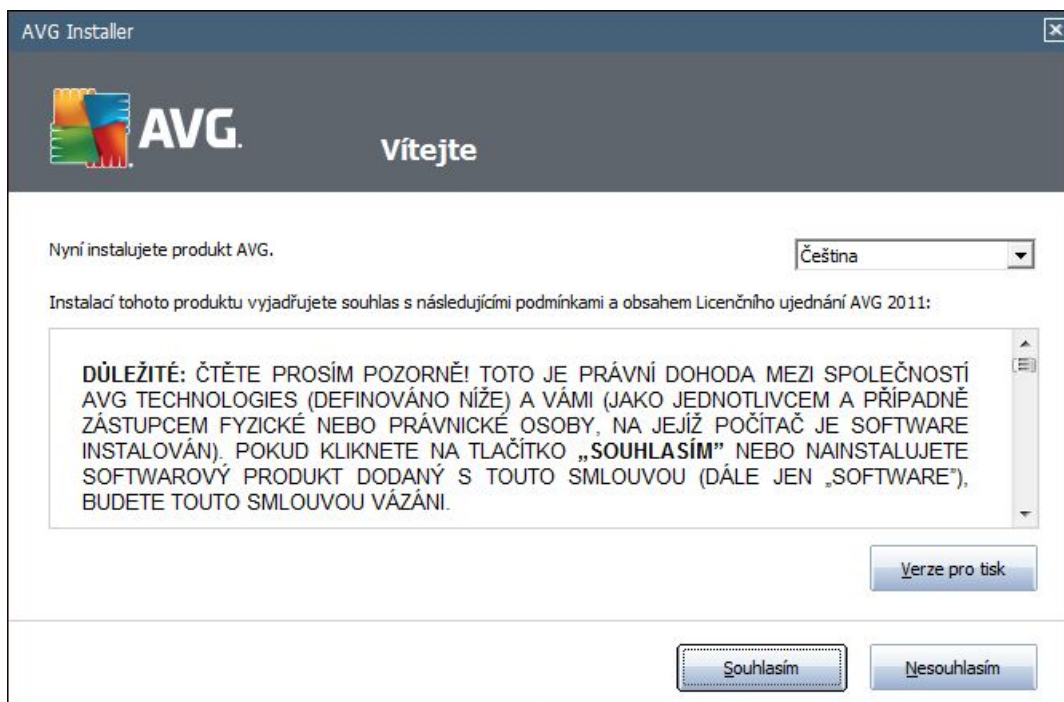 AVG Installer
AVG.
Vítejte
Nyní instalujete produkt AVG.
Čeština
Instalací tohoto produktu vyjadřujete souhlas s následujícími podmínkami a obsahem Licenčního ujednání AVG 2011:
DŮLEŽITÉ: ČTĚTE PROSÍM POZORNĚ! TOTO JE PRÁVNÍ DOHODA MEZI SPOLEČNOSTÍ
AVG TECHNOLOGIES (DEFINOVÁNO NÍŽE) A VÁMI (JAKO JEDNOTLIVCEM A PŘÍPADNĚ
ZÁSTUPCEM FYZICKÉ NEBO PRÁVNICKÉ OSOBY, NA JEJÍŽ POČÍTAČ JE SOFTWARE
INSTALOVÁN). POKUD KLIKNETE NA TLAČÍTKO „SOUHLASÍM” NEBO NAINSTALUJETE
SOFTWAROVÝ PRODUKT DODANÝ S TOUTO SMLOUVOU (DÁLE JEN „SOFTWARE”),
BUDETE TOUTO SMLOUVOU VÁZÁNI.
Verze pro tisk
Souhlasím
Nesouhlasím